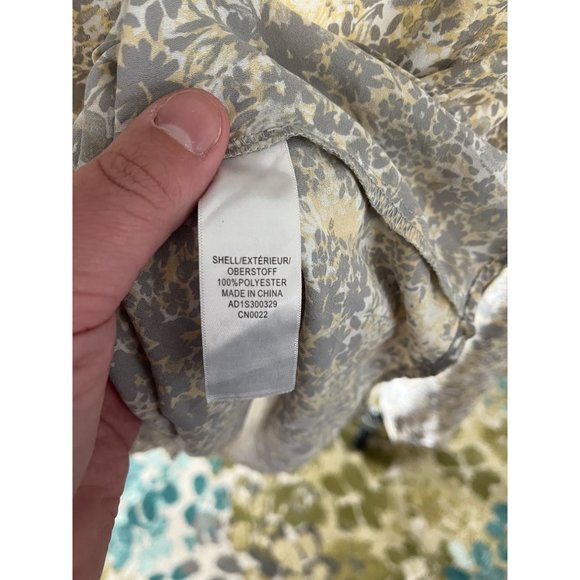 SHELL/EXTÉRIEUR/
OBERSTOFF
100%POLYESTER
MADE IN CHINA
AD1S300329
CN0022